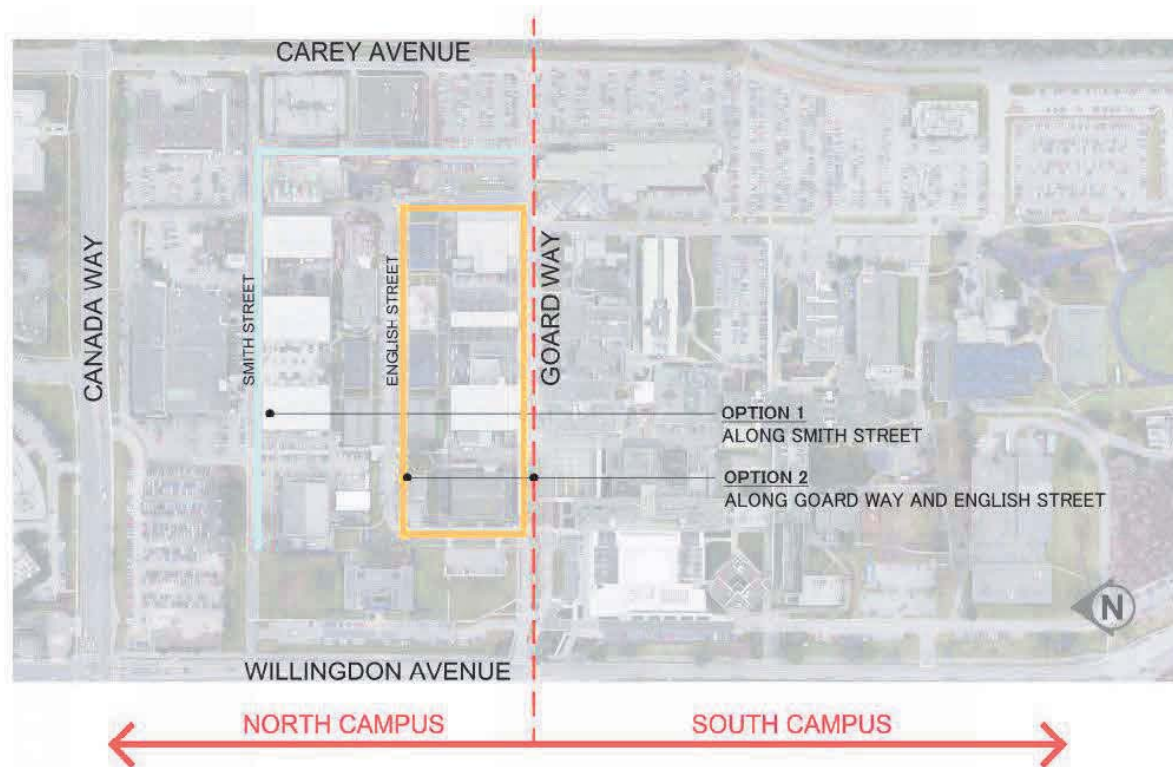 CAREY AVENUE
CANADA WAY
SMITH STREET
ENGLISH STREET
GOARD WAY
OPTION 1
ALONG SMITH STREET
OPTION 2
ALONG GOARD WAY AND ENGLISH STREET
N
WILLINGDON AVENUE
NORTH CAMPUS
SOUTH CAMPUS